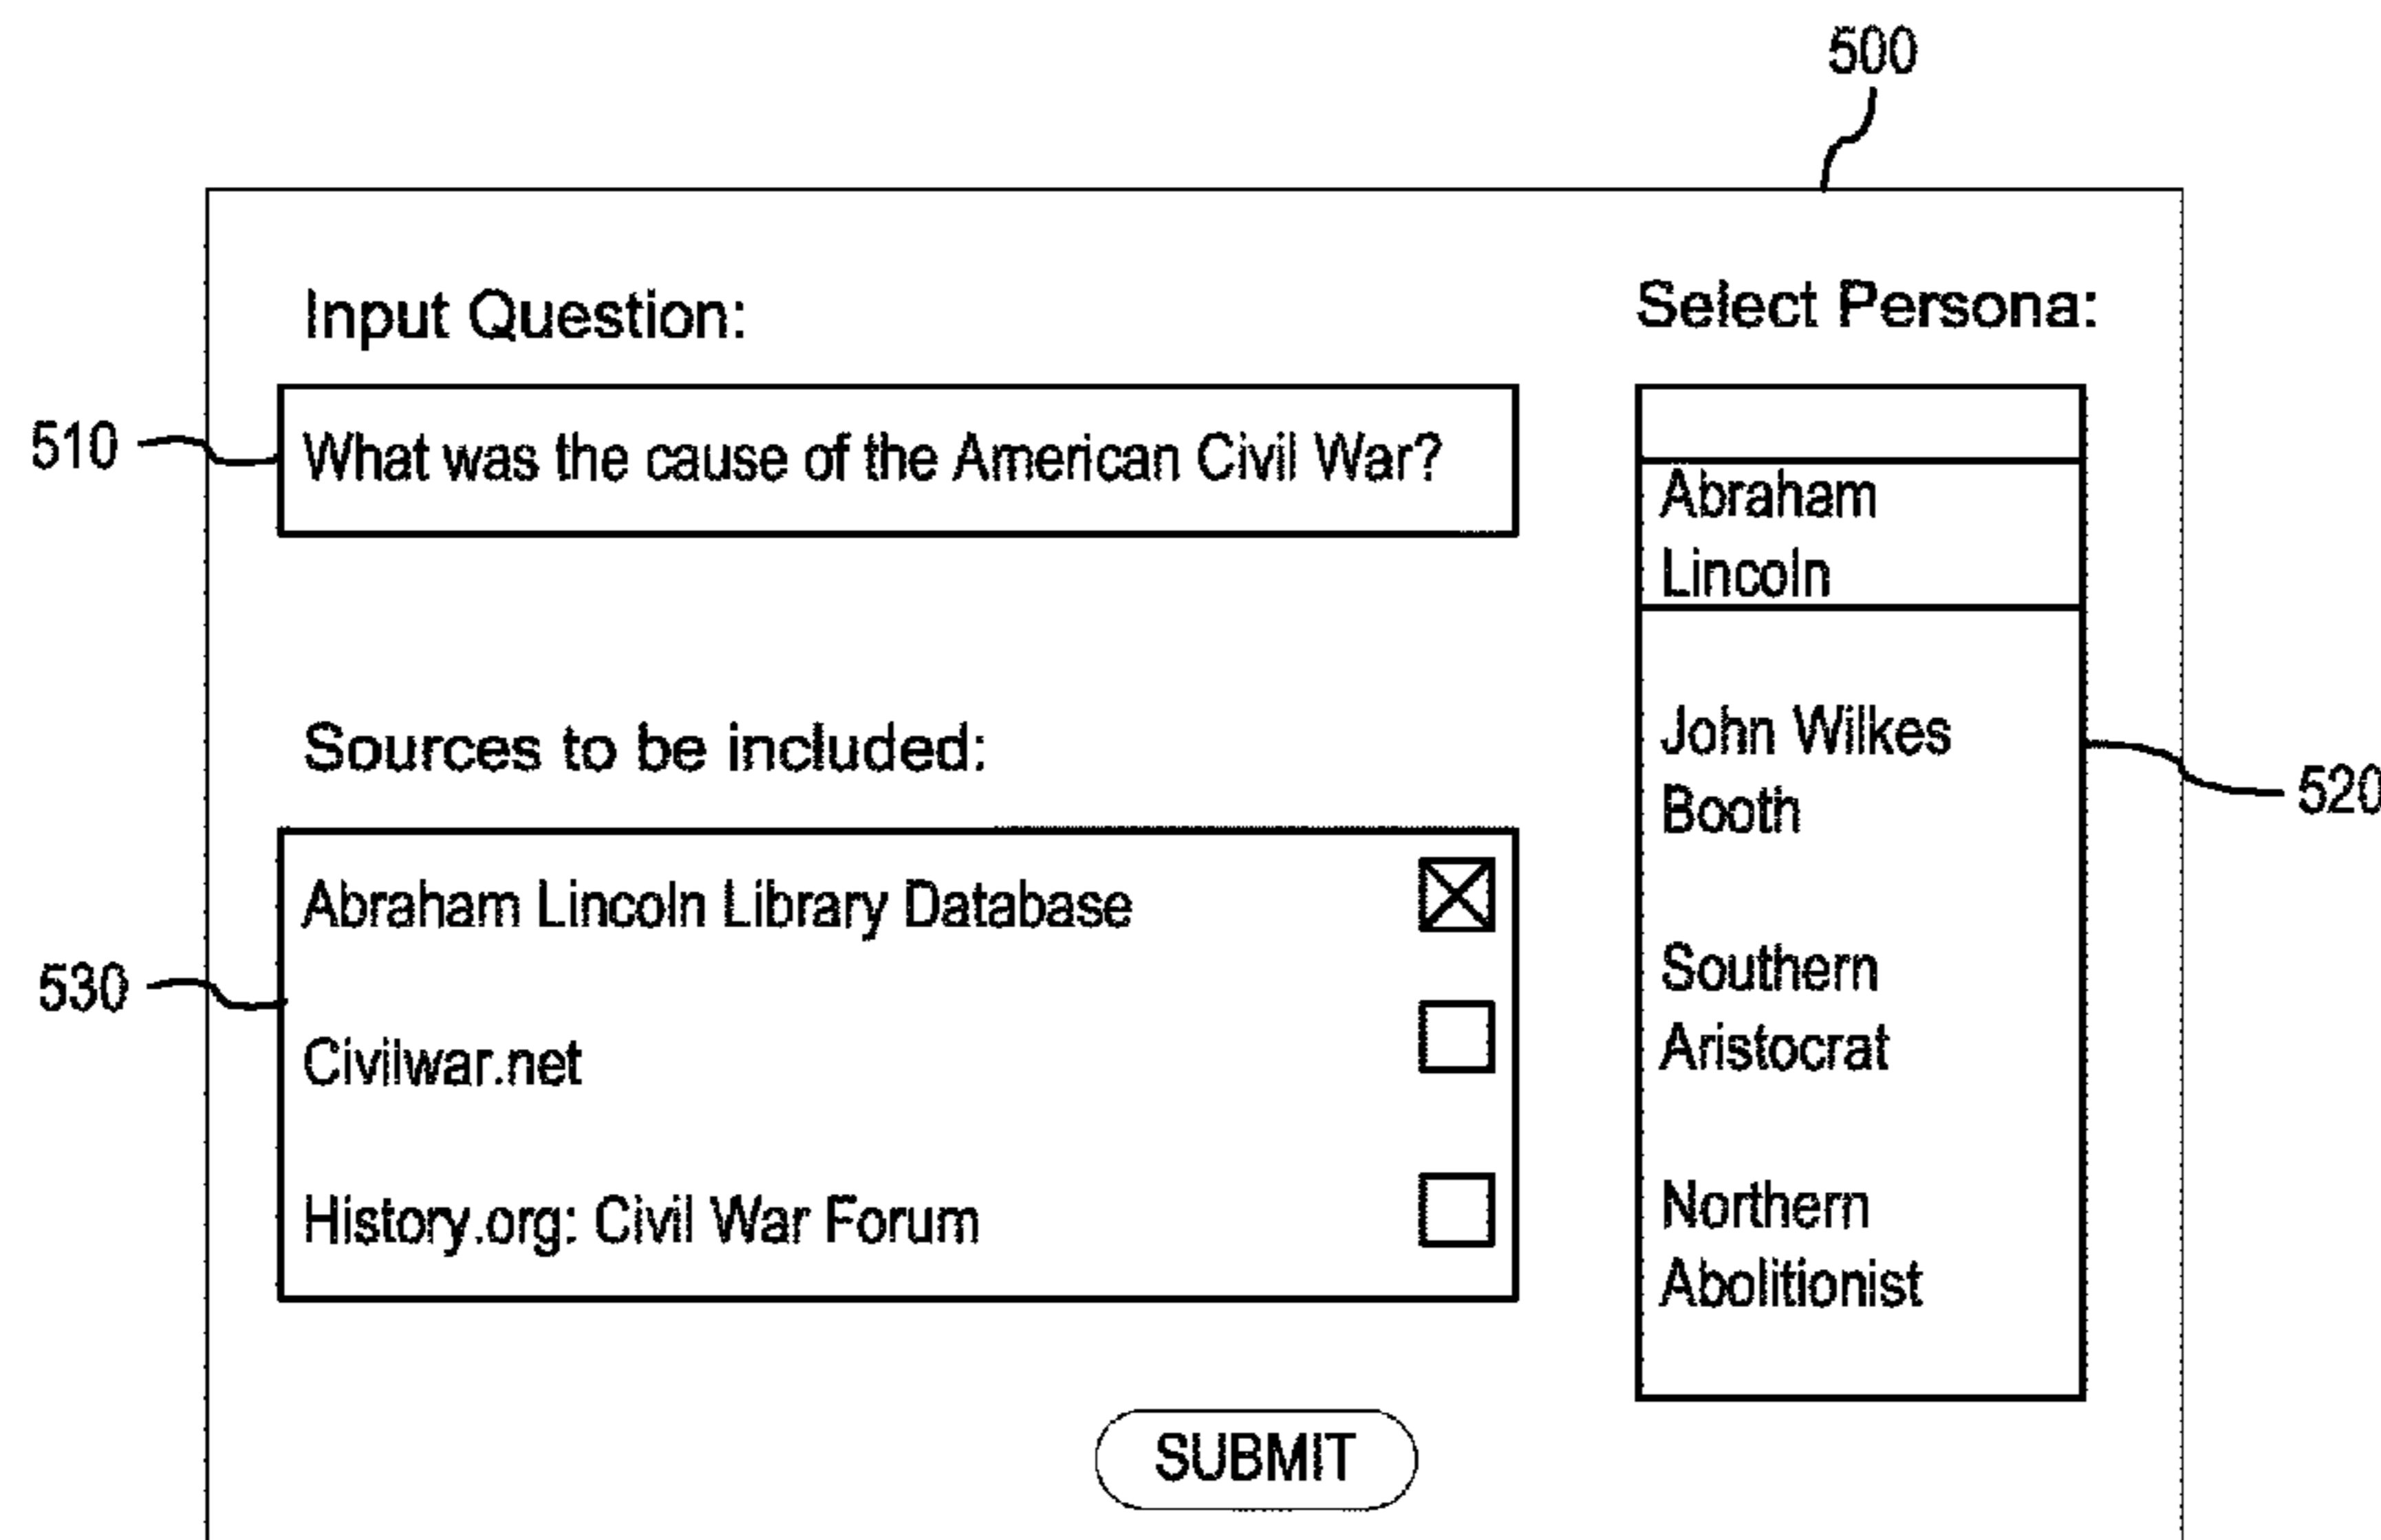 500
Input Question:
Select Persona:
510
What was the cause of the American Civil War?
Abraham
Lincoln
Sources to be included:
John Wilkes
Booth
520
Abraham Lincoln Library Database
530
Civilwar.net
History.org: Civil War Forum
Southern
Aristocrat
Northern
Abolitionist
SUBMIT